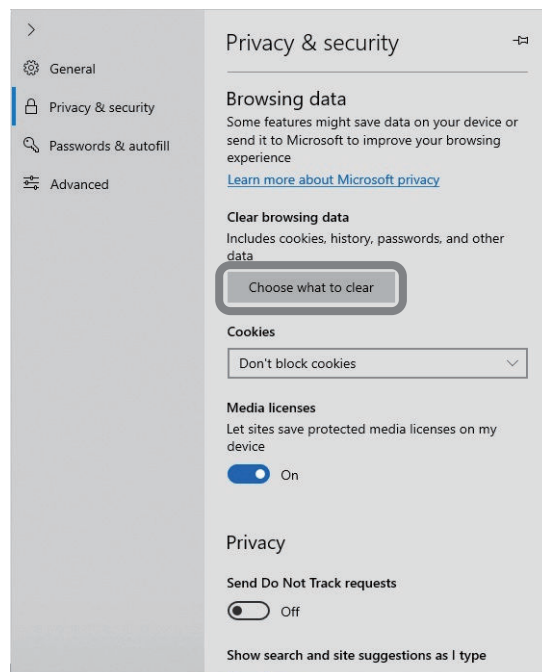 General
Privacy & security
Passwords & autofill
Advanced
Privacy & security
Browsing data
Some features might save data on your device or
send it to Microsoft to improve your browsing
experience
Learn more about Microsoft privacy
Clear browsing data
Includes cookies, history, passwords, and other
data
Choose what to clear
Cookies
Don't block cookies
Media licenses
Let sites save protected media licenses on my
device
On
Privacy
Send Do Not Track requests
Off
Show search and site suggestions as I type